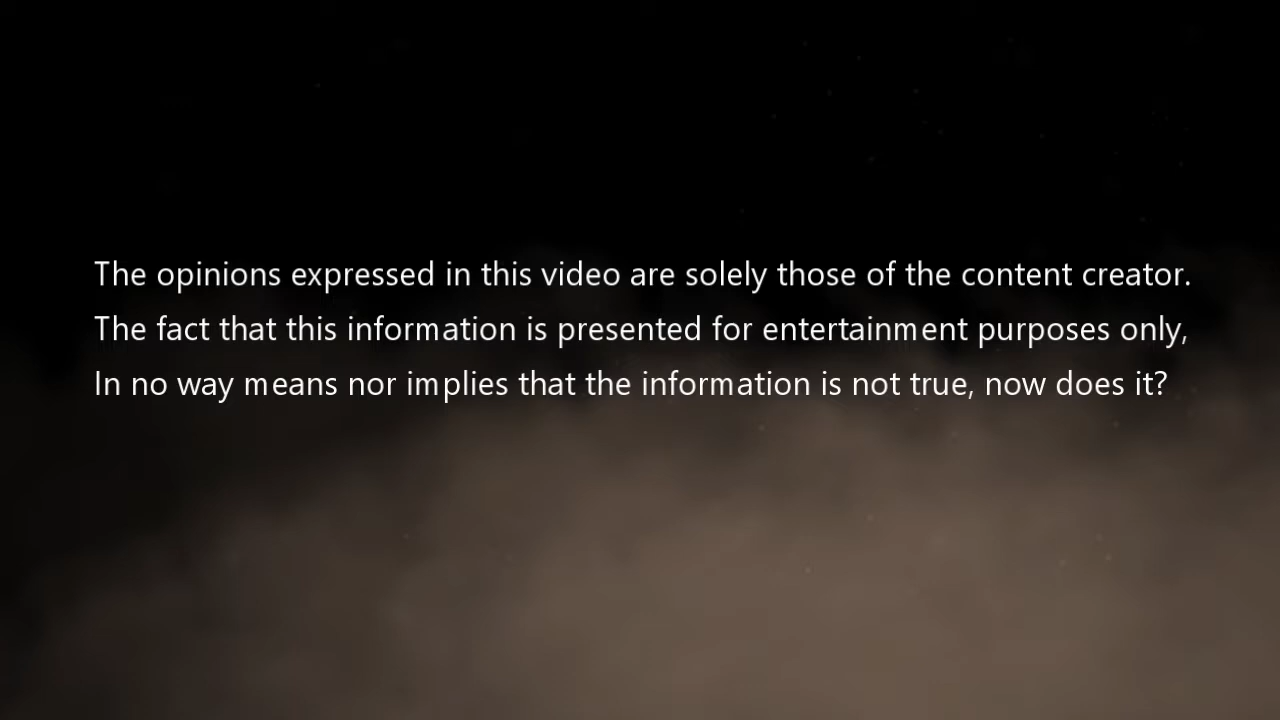 The opinions expressed in this video are solely those of the content creator.
The fact that this information is presented for entertainment purposes only,
In no way means nor implies that the information is not true, now does it?